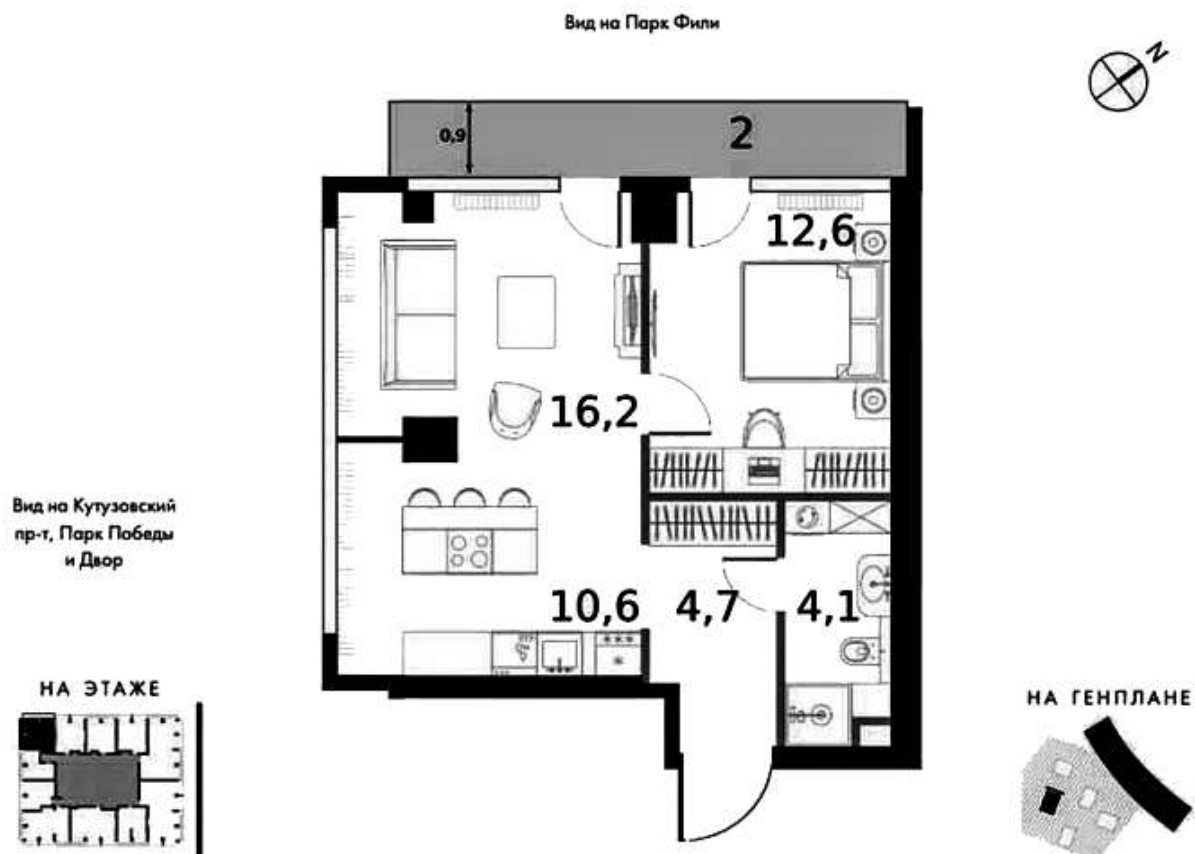 Вид на Парк Фили
N
0,9
2
12,6
16,2
Вид на Кутузовский
пр-т, Парк Победы
и Двор
10,6
4,7
4,1
НА ЭТАЖЕ
НА ГЕНПЛАНЕ